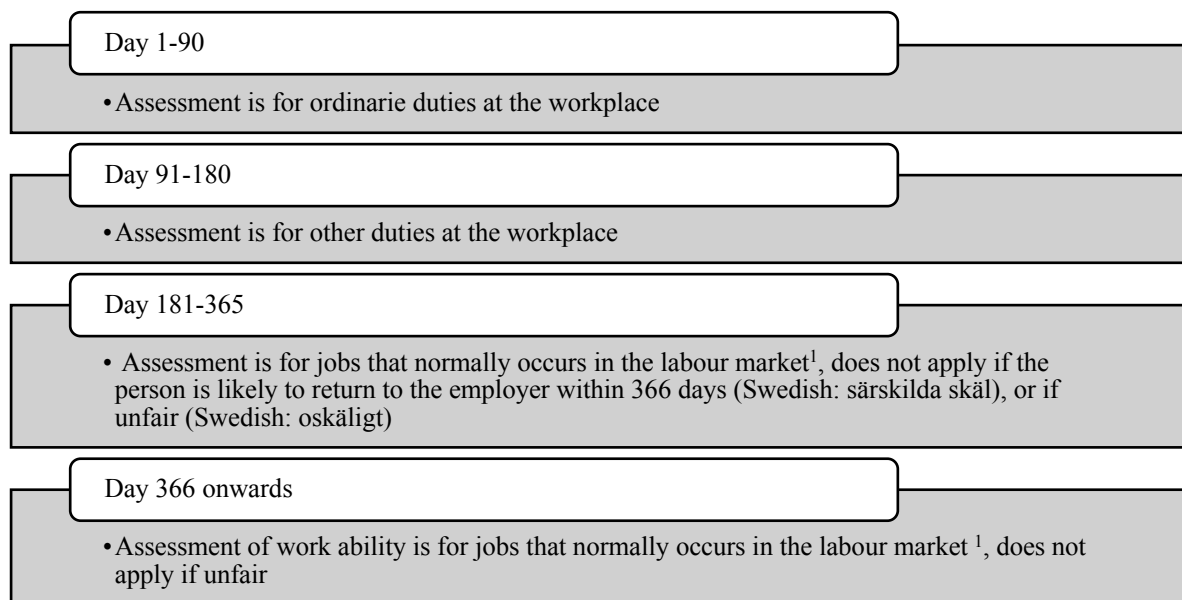 Day 1-90
•Assessment is for ordinarie duties at the workplace
Day 91-180
•Assessment is for other duties at the workplace
Day 181-365
• Assessment is for jobs that normally occurs in the labour market¹, does not apply if the
person is likely to return to the employer within 366 days (Swedish: särskilda skäl), or if
unfair (Swedish: oskäligt)
Day 366 onwards
•Assessment of work ability is for jobs that normally occurs in the labour market ¹, does not
apply if unfair